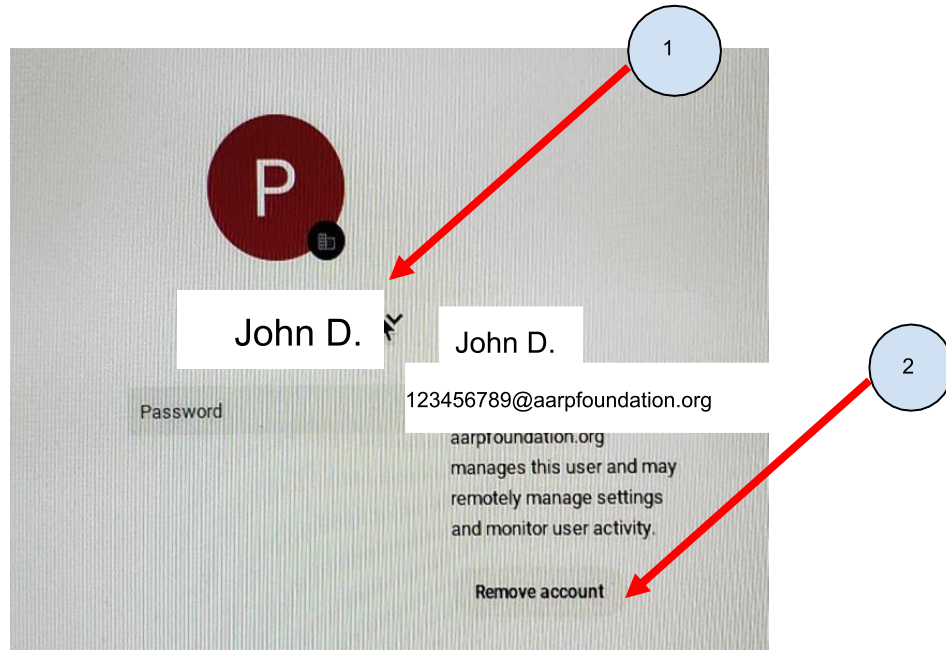 1
P
John D.
John D.
2
Password
123456789@aarpfoundation.org
aarpfoundation.org
manages this user and may
remotely manage settings
and monitor user activity.
Remove account